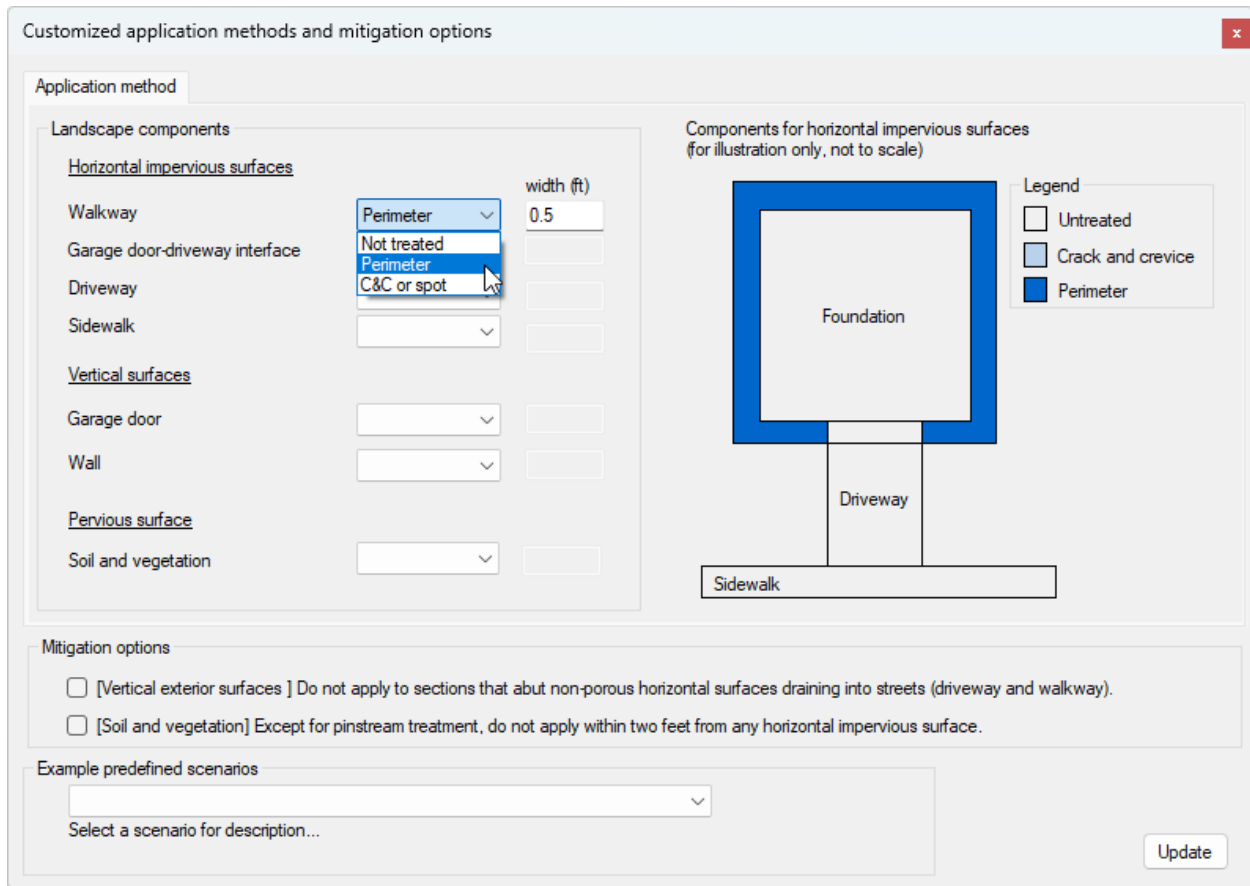 Customized application methods and mitigation options
x
Application method
Landscape components
Horizontal impervious surfaces
width (ft)
Walkway
Perimeter
0.5
Not treated
Perimeter
C&C or spot
Garage door-driveway interface
Driveway
Sidewalk
Vertical surfaces
Garage door
Wall
Pervious surface
Soil and vegetation
Components for horizontal impervious surfaces
(for illustration only, not to scale)
Foundation
Driveway
Sidewalk
Legend
Untreated
Crack and crevice
Perimeter
Mitigation options
[Vertical exterior surfaces ] Do not apply to sections that abut non-porous horizontal surfaces draining into streets (driveway and walkway).
[Soil and vegetation] Except for pinstream treatment, do not apply within two feet from any horizontal impervious surface.
Example predefined scenarios
Select a scenario for description...
Update